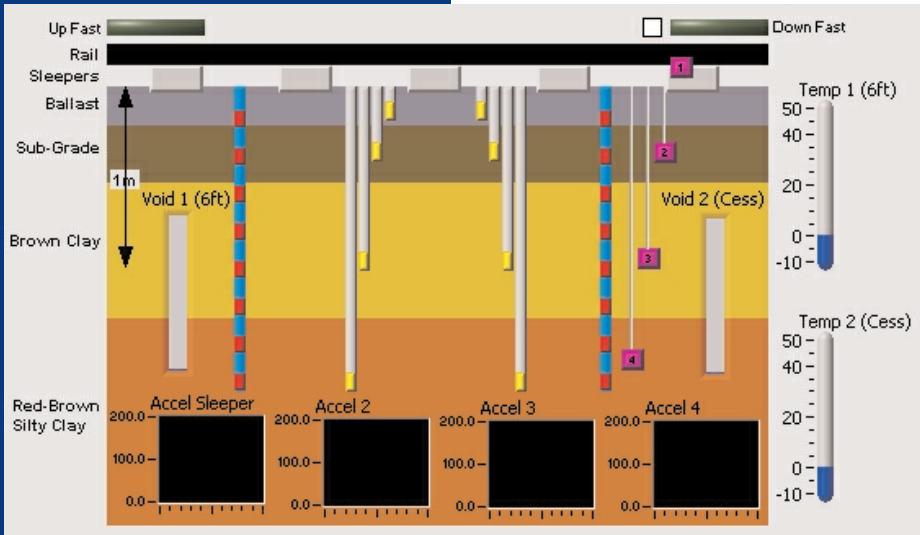 Up Fast
Down Fast
Rail
1
Sleepers
Temp 1 (6ft)
Ballast
50
40
20
0
-10
Sub-Grade
2
1m
Void 1 (6ft)
Void 2 (Cess)
Brown Clay
3
Temp 2 (Cess)
50
40
20
0
-10
4
Red-Brown
Silty Clay
Accel Sleeper
200.0
100.0
0.0
Accel 2
200.0
100.0
0.0
Accel 3
200.0
100.0
0.0
Accel 4
200.0
100.0
0.0